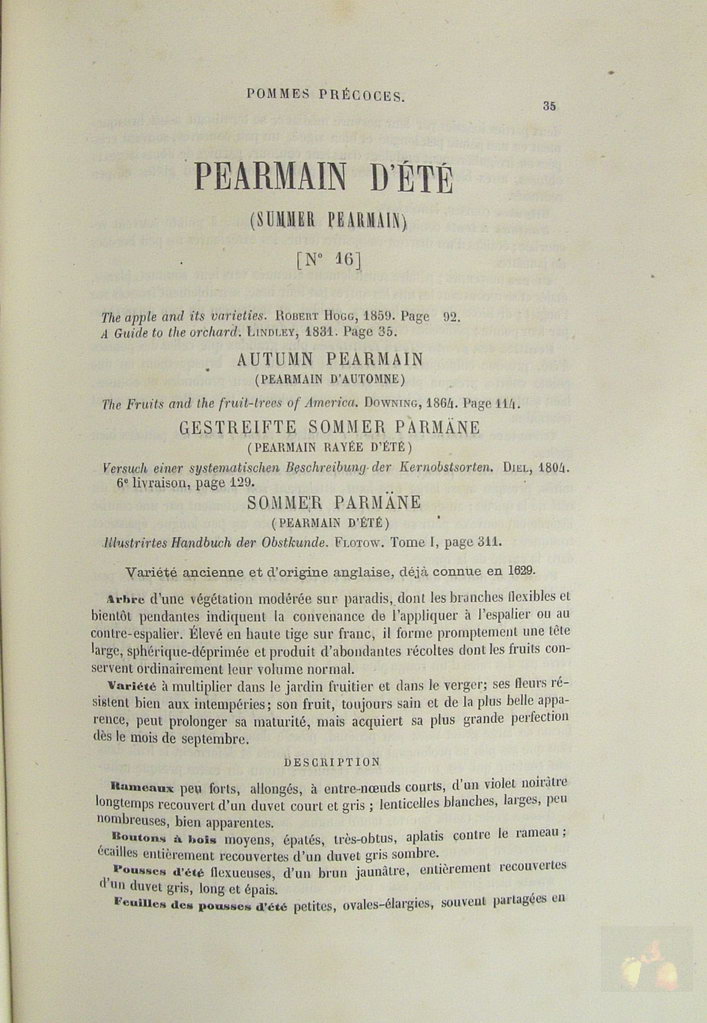 POMMES PRÉCOCES.
35
PEARMAIN D'ÉTÉ
(SUMMER PEARMAIN)
[N° 16]
The apple and its varieties. ROBERT HOGG, 1859. Page 92.
A Guide to the orchard. LINDLEY, 1831. Page 35.
AUTUMN PEARMAIN
(PEARMAIN D'AUTOMNE)
The Fruits and the fruit-trees of America. DOWNING, 1864. Page 114.
GESTREIFTE SOMMER PARMÄNE
(PEARMAIN RAYÉE D'ÉTÉ)
Versuch einer systematischen Beschreibung der Kernobstsorten. DIEL, 1804.
6e livraison, page 129.
SOMMER PARMÄNE
(PEARMAIN D'ÉTÉ)
Illustrirtes Handbuch der Obstkunde. FLOTOW. Tome I, page 311.
Variété ancienne et d'origine anglaise, déjà connue en 1629.
Arbre d'une végétation modérée sur paradis, dont les branches flexibles et
bientôt pendantes indiquent la convenance de l'appliquer à l'espalier ou au
contre-espalier. Élevé en haute tige sur franc, il forme promptement une tête
large, sphérique-déprimée et produit d'abondantes récoltes dont les fruits con-
servent ordinairement leur volume normal.
Variété à multiplier dans le jardin fruitier et dans le verger; ses fleurs ré-
sistent bien aux intempéries; son fruit, toujours sain et de la plus belle appa-
rence, peut prolonger sa maturité, mais acquiert sa plus grande perfection
dès le mois de septembre.
DESCRIPTION
Rameaux peu forts, allongés, à entre-nœuds courts, d'un violet noirâtre
longtemps recouvert d'un duvet court et gris; lenticelles blanches, larges, peu
nombreuses, bien apparentes.
Boutons à bois moyens, épatés, très-obtus, aplatis contre le rameau;
écailles entièrement recouvertes d'un duvet gris sombre.
Pousses d'été flexueuses, d'un brun jaunâtre, entièrement recouvertes
d'un duvet gris, long et épais.
Feuilles des pousses d'été petites, ovales-élargies, souvent partagées en